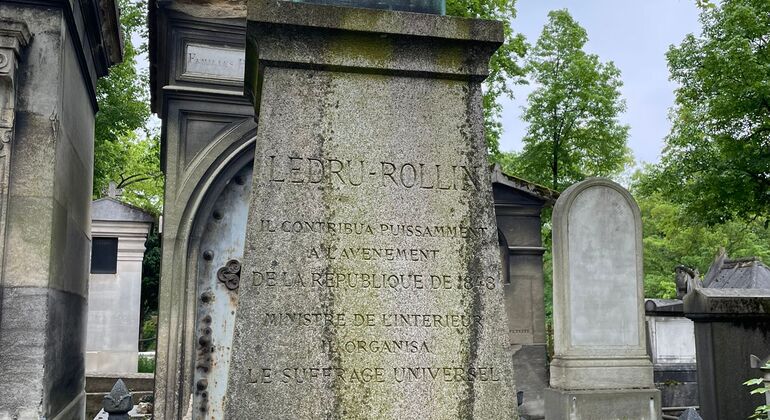 FAMILLE
LEDRU-ROLLIN
IL CONTRIBUA PUISSAMMENT
A L'AVENEMENT
DE LA REPUBLIQUE DE 1848
MINISTRE DE L'INTERIEUR
IL ORGANISA
LE SUFFRAGE UNIVERSEL